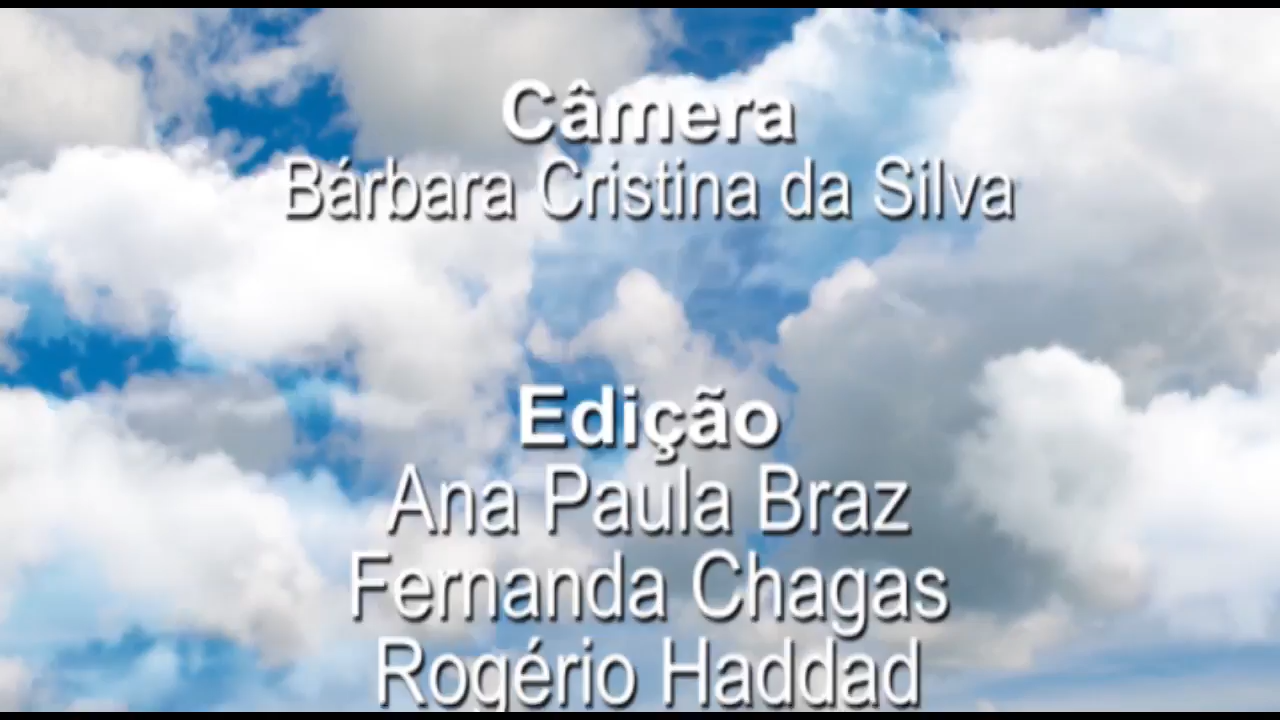 Câmera
Bárbara Cristina da Silva
Edição
Ana Paula Braz
Fernanda Chagas
Rogério Haddad